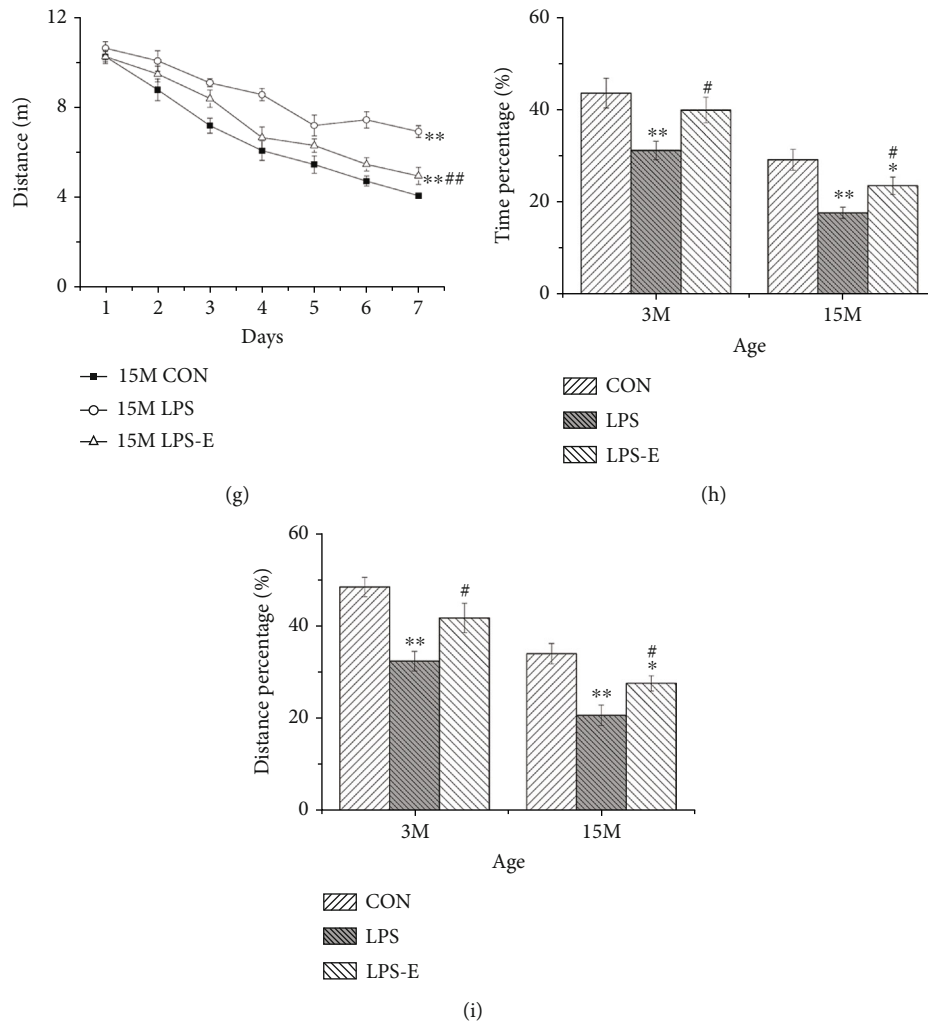 12
8
4
0
Distance (m)
**
**##
1 2 3 4 5 6 7
Days
15M CON
15M LPS
15M LPS-E
(g)
60
40
20
0
Time percentage (%)
**
#
**
#
*
3M 15M
Age
CON
LPS
LPS-E
(h)
60
40
20
0
Distance percentage (%)
**
#
**
#
*
3M 15M
Age
CON
LPS
LPS-E
(i)